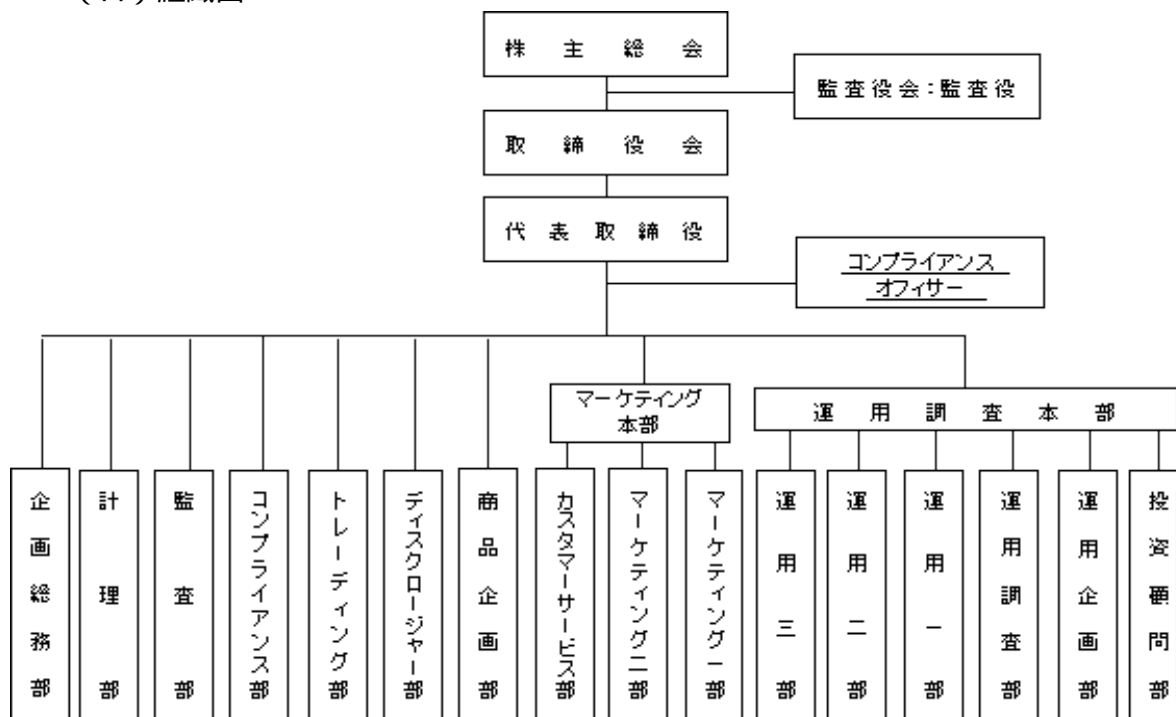 株主総会
監査役会：監査役
取締役会
代表取締役
コンプライアンス
オフィサー
マーケティング
本部
運用調査本部
企画総務部
計理部
監査部
コンプライアンス部
トレーディング部
ディスクロージャー部
商品企画部
カスタマーサービス部
マーケティング二部
マーケティング一部
運用三部
運用二部
運用一部
運用調査部
運用企画部
投資顧問部